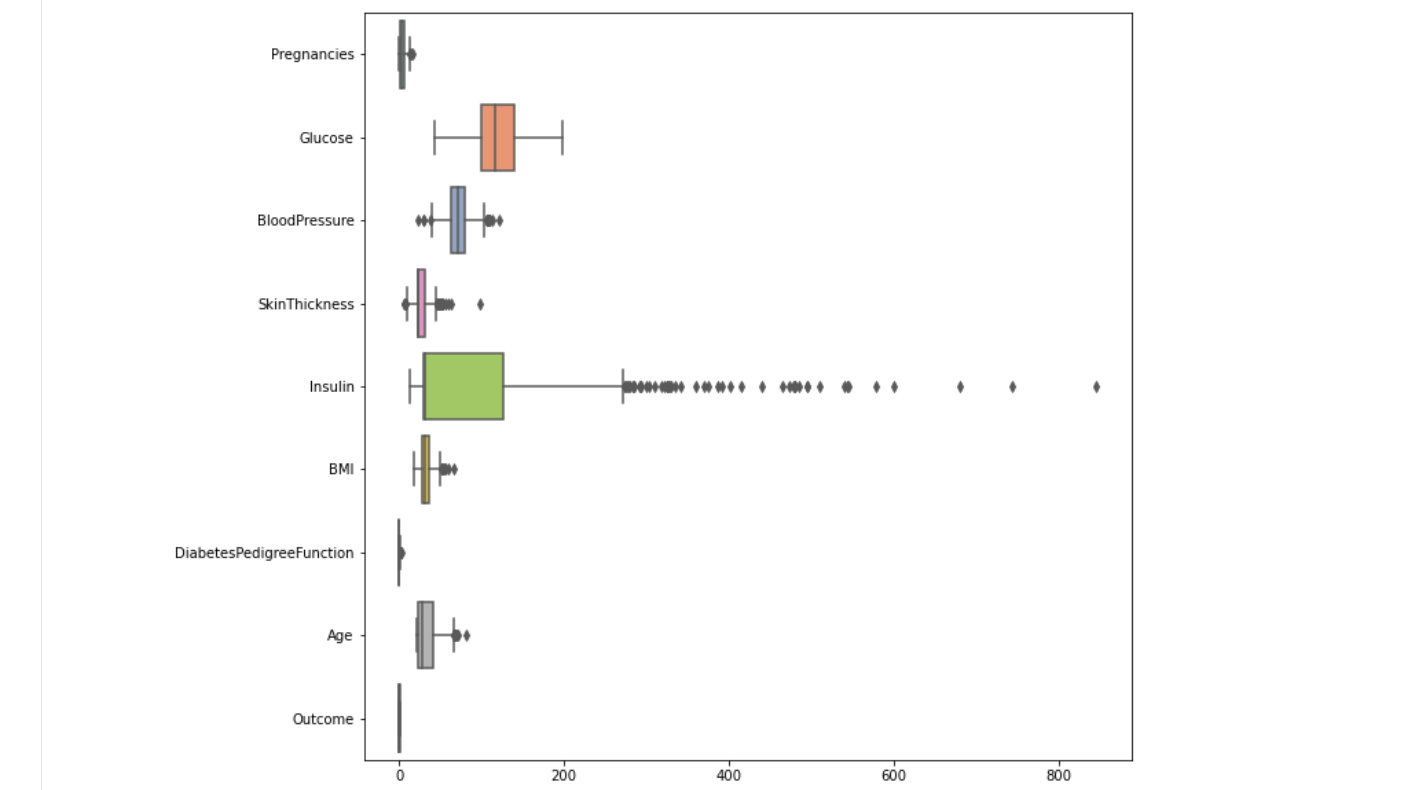 Pregnancies
Glucose
BloodPressure
SkinThickness
Insulin
BMI
DiabetesPedigreeFunction
Age
Outcome
0 200 400 600 800